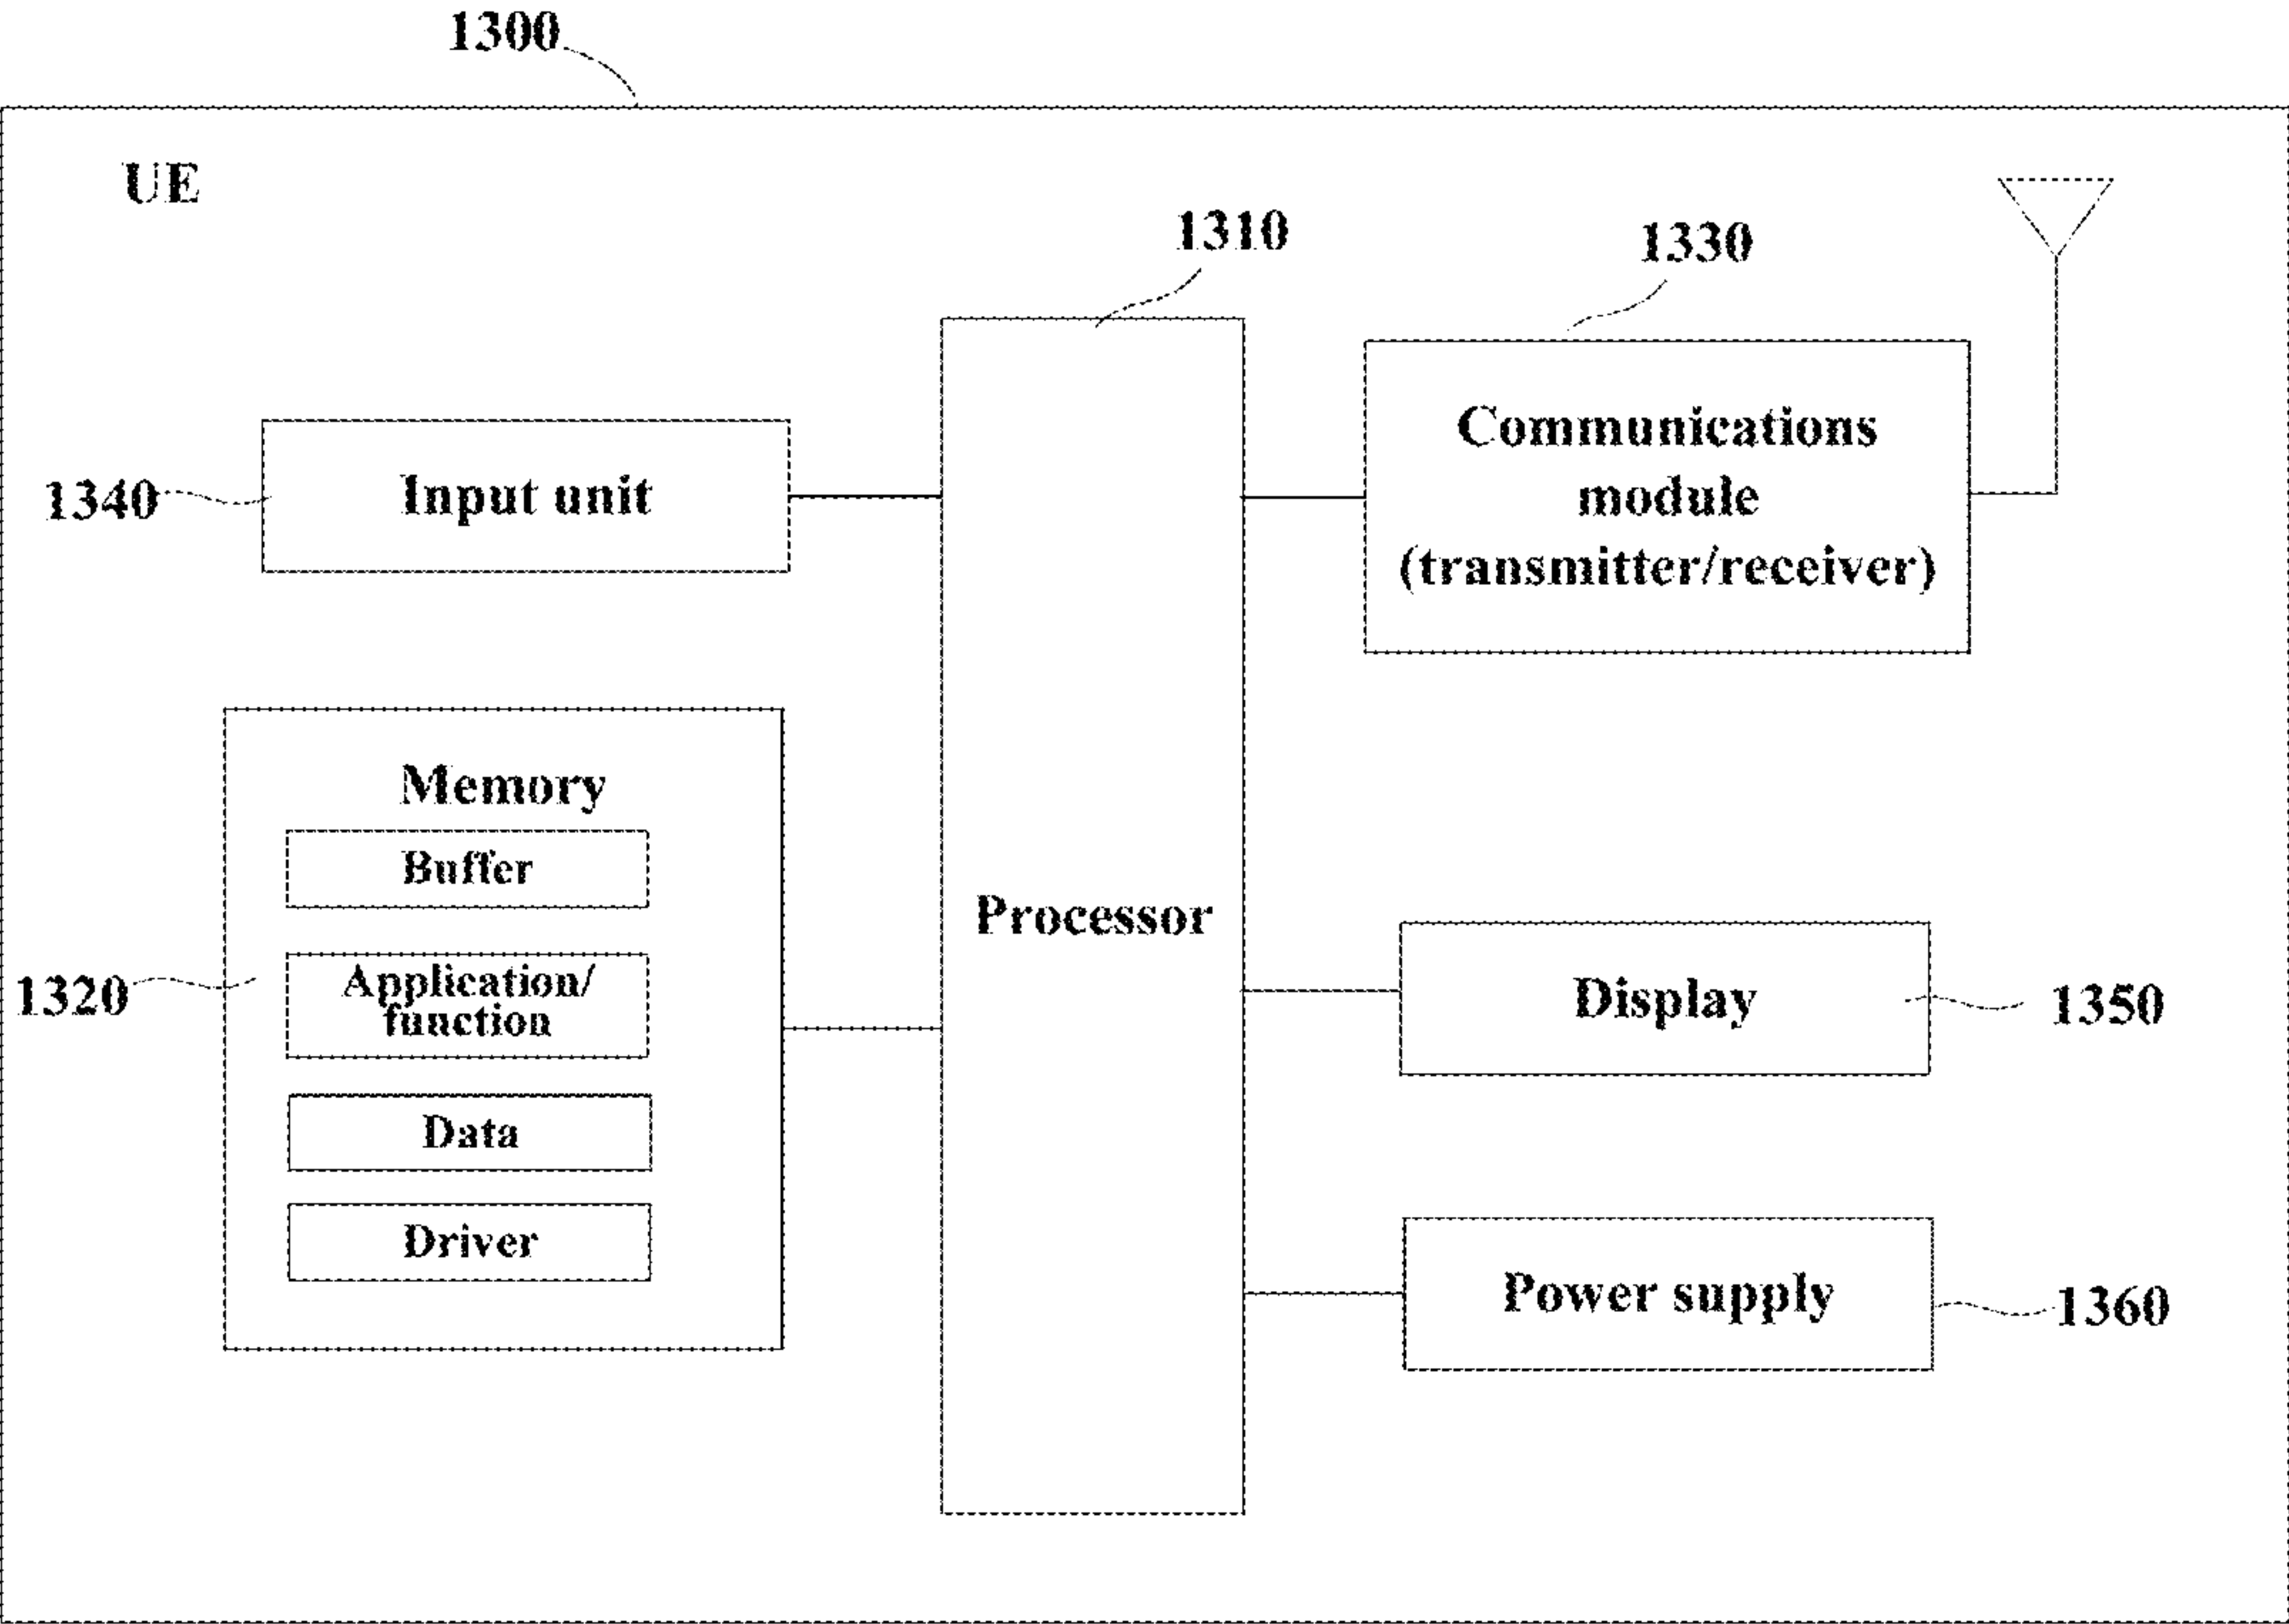 1300
UE
1310
1330
Communications
module
(transmitter/receiver)
1340
Input unit
Memory
Buffer
Application/
function
Data
Driver
1320
Processor
Display
1350
Power supply
1360